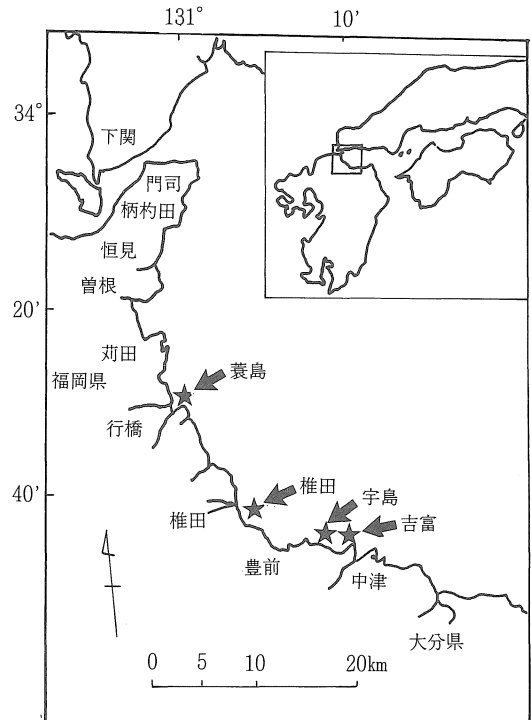 131°
10'
34°
下関
門司
柄杓田
恒見
曽根
20'
苅田
福岡県
蓑島
行橋
40'
椎田
宇島
吉富
椎田
豊前
中津
大分県
0 5 10 20km